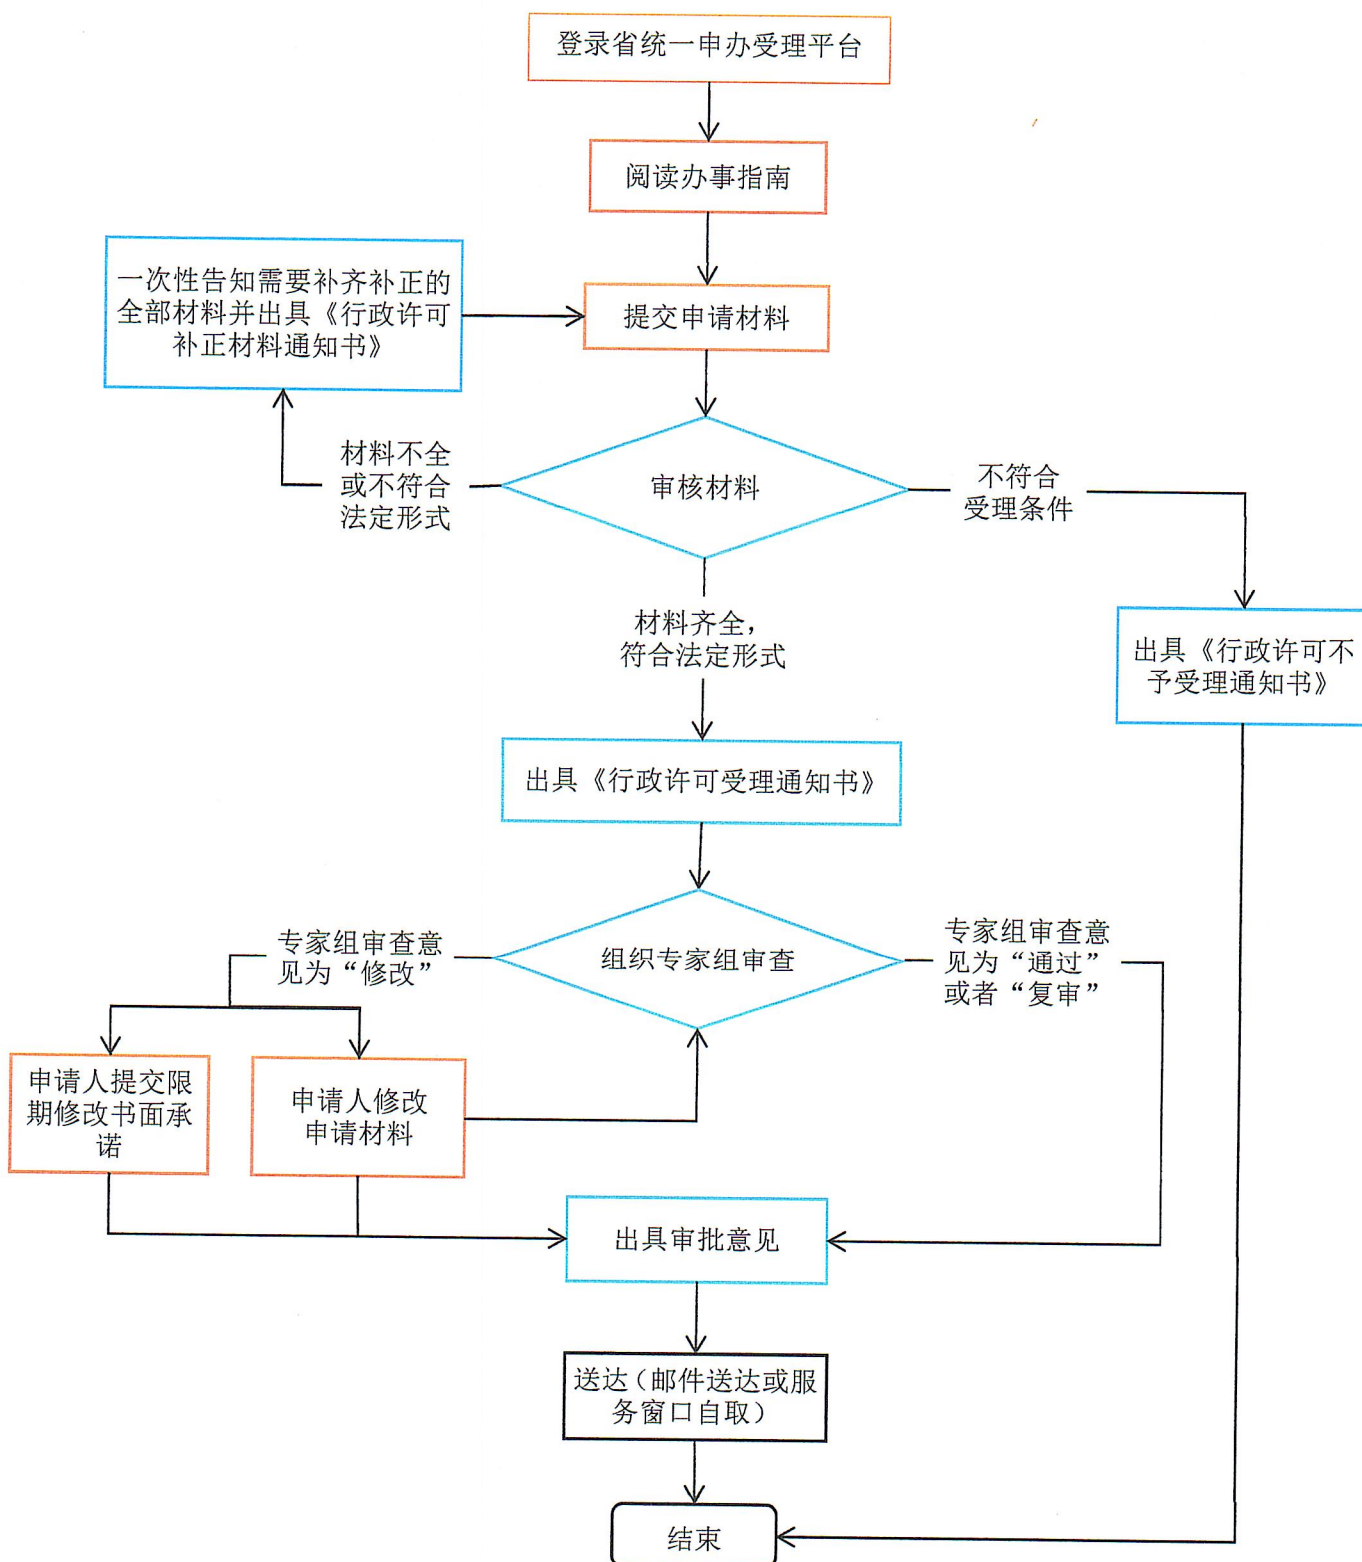 登录省统一申办受理平台
阅读办事指南
一次性告知需要补齐补正的
全部材料并出具《行政许可
补正材料通知书》
提交申请材料
材料不全
或不符合
法定形式
审核材料
不符合
受理条件
材料齐全，
符合法定形式
出具《行政许可不
予受理通知书》
出具《行政许可受理通知书》
专家组审查意
见为“修改”
组织专家组审查
专家组审查意
见为“通过”
或者“复审”
申请人提交限
期修改书面承
诺
申请人修改
申请材料
出具审批意见
送达（邮件送达或服
务窗口自取）
结束